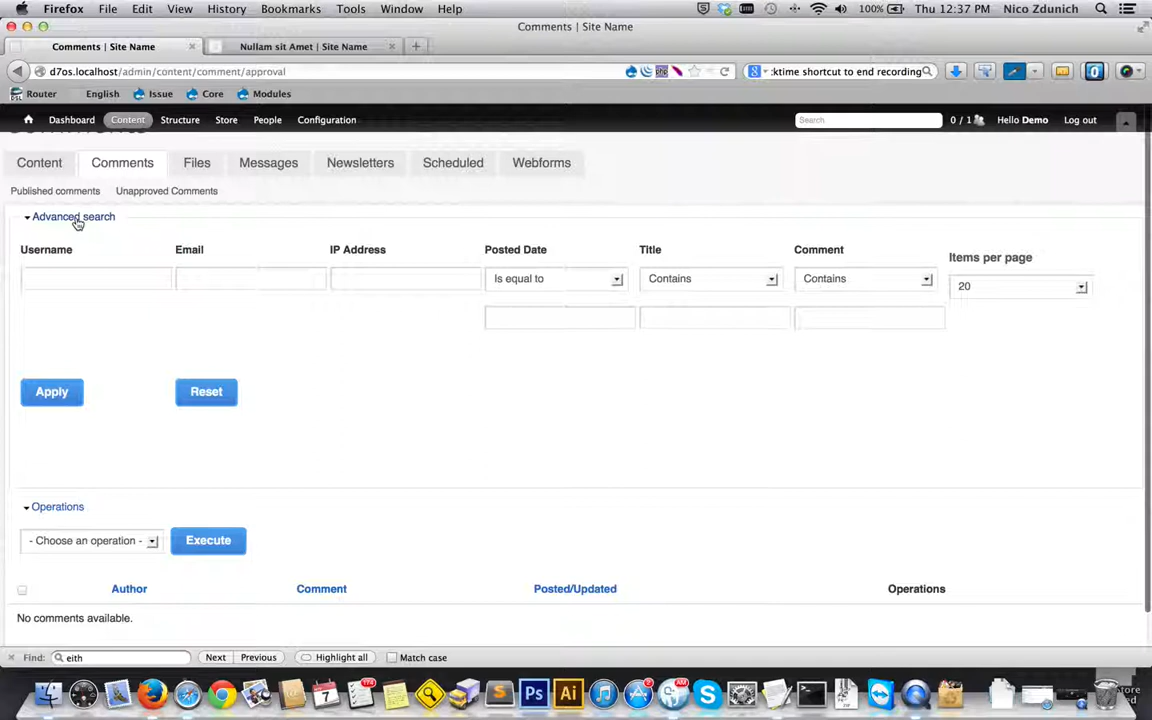 Firefox File Edit View History Bookmarks Tools Window Help 100% Thu 12:37 PM Nico Zdunich
Comments | Site Name
Comments | Site Name Nullam sit Amet | Site Name
d7os.localhost/admin/content/comment/approval ktime shortcut to end recording
Router English Issue Core Modules
Dashboard Content Structure Store People Configuration Search 0 / 1 Hello Demo Log out
Content Comments Files Messages Newsletters Scheduled Webforms
Published comments Unapproved Comments
Advanced search
Username Email IP Address Posted Date Title Comment Items per page
Is equal to Contains Contains 20
Apply Reset
Operations
- Choose an operation - Execute
Author Comment Posted/Updated Operations
No comments available.
Find: eith Next Previous Highlight all Match case